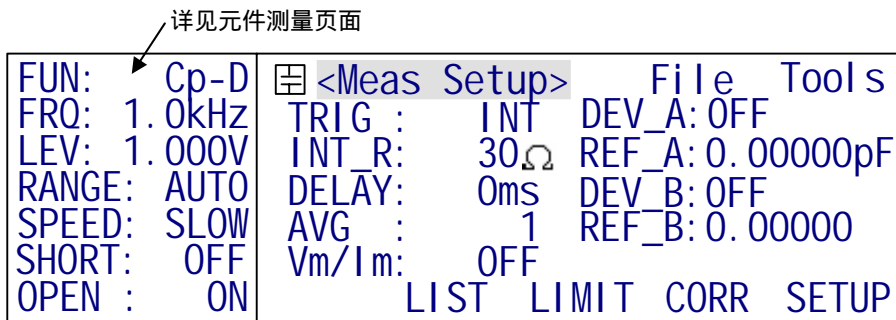 详见元件测量页面
FUN: Cp-D
FRQ: 1.0kHz
LEV: 1.000V
RANGE: AUTO
SPEED: SLOW
SHORT: OFF
OPEN : ON
<Meas Setup> File Tools
TRIG : INT DEV_A:OFF
INT_R: 30Ω REF_A:0.00000pF
DELAY: 0ms DEV_B:OFF
AVG : 1 REF_B:0.00000
Vm/Im: OFF
LIST LIMIT CORR SETUP